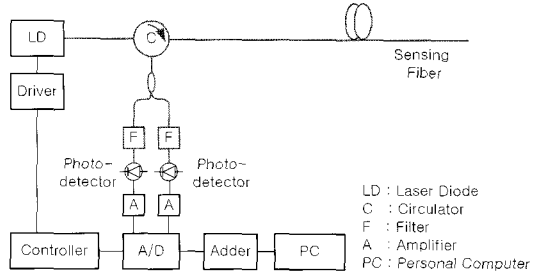 LD
C
Sensing
Fiber
Driver
F
F
Photo-
detector
Photo-
detector
A
A
LD : Laser Diode
C : Circulator
F : Filter
A : Amplifier
PC : Personal Computer
Controller
A/D
Adder
PC